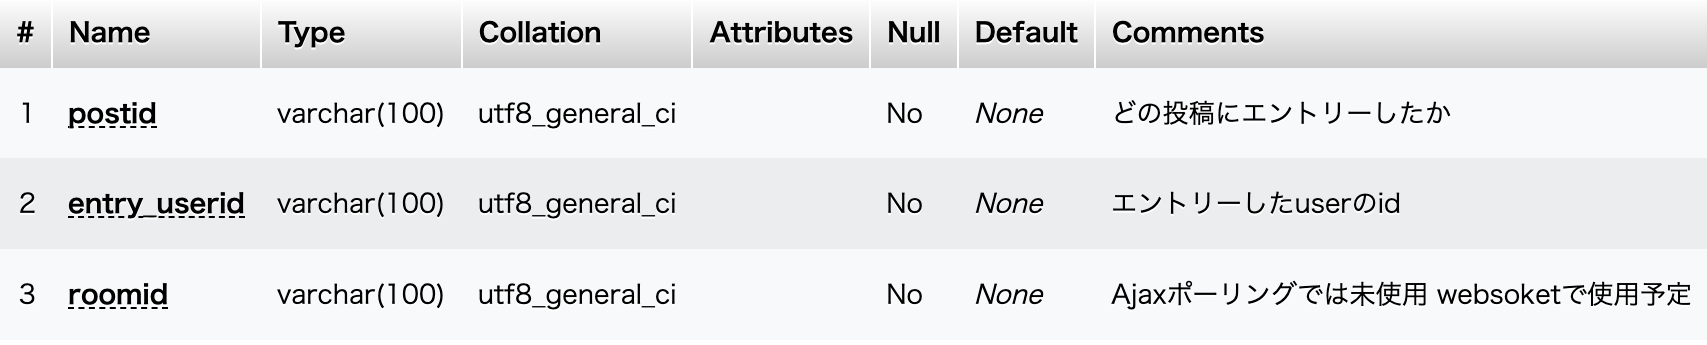 # Name Type Collation Attributes Null Default Comments
1 postid varchar(100) utf8_general_ci No None どの投稿にエントリーしたか
2 entry_userid varchar(100) utf8_general_ci No None エントリーしたuserのid
3 roomid varchar(100) utf8_general_ci No None Ajaxポーリングでは未使用 websoketで使用予定